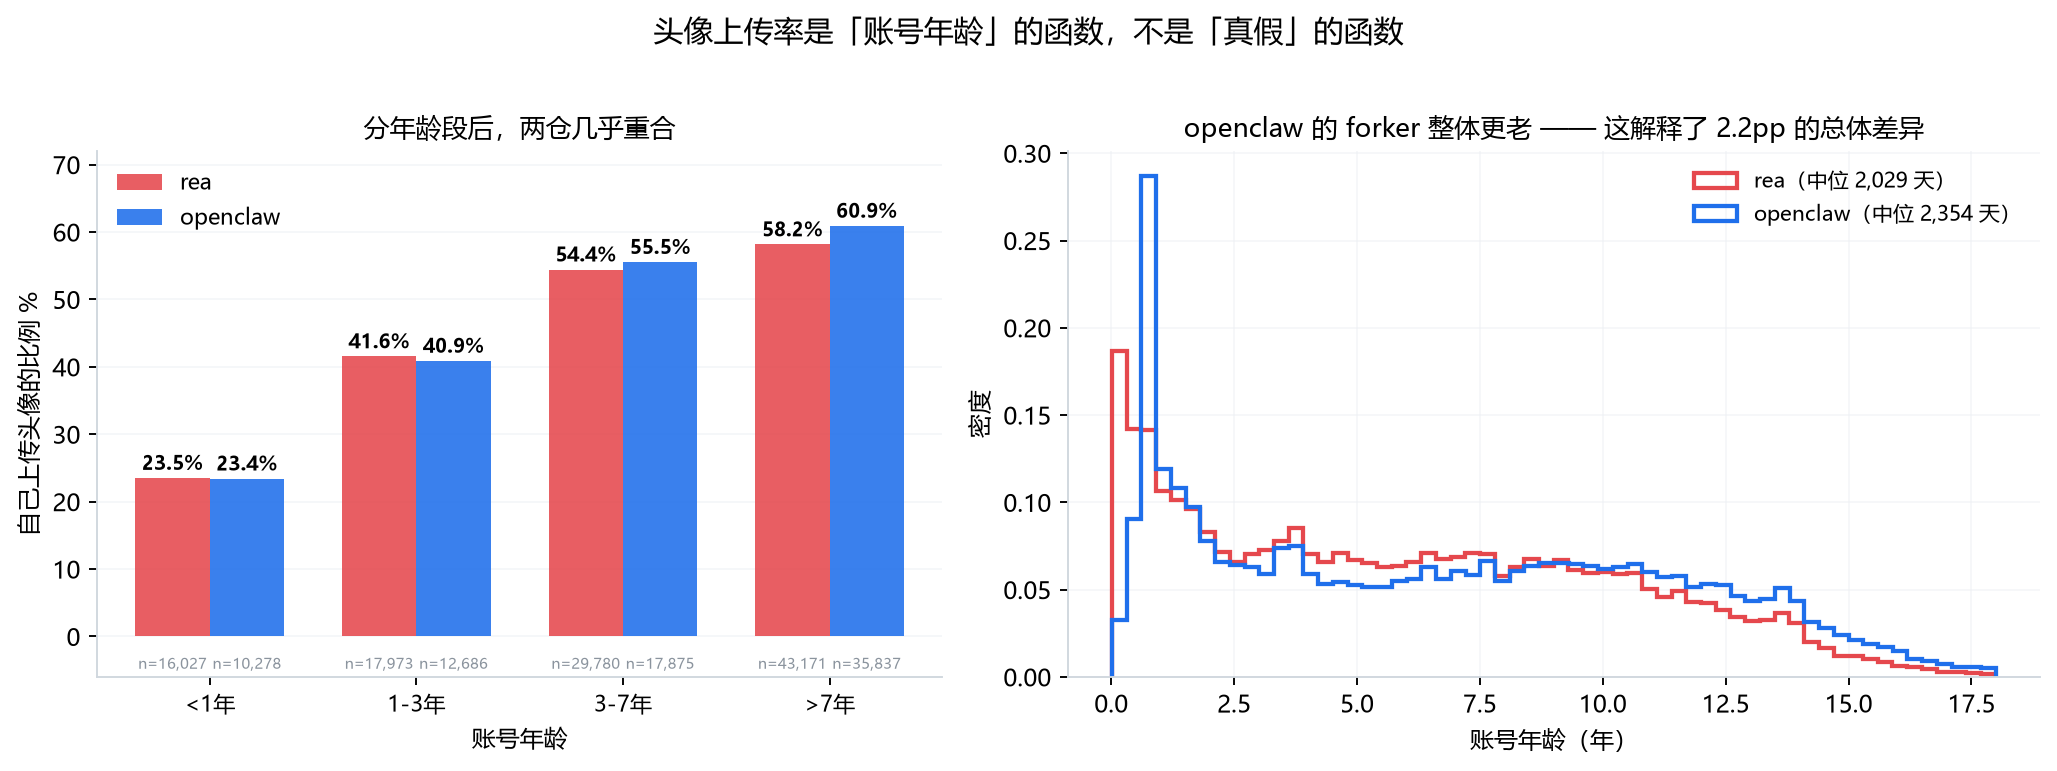 头像上传率是「账号年龄」的函数，不是「真假」的函数
分年龄段后，两仓几乎重合
rea
openclaw
自己上传头像的比例 %
70
60
50
40
30
20
10
0
23.5% 23.4%
41.6% 40.9%
54.4% 55.5%
58.2% 60.9%
n=16,027 n=10,278
n=17,973 n=12,686
n=29,780 n=17,875
n=43,171 n=35,837
<1年
1-3年
3-7年
>7年
账号年龄
openclaw 的 forker 整体更老 —— 这解释了 2.2pp 的总体差异
rea（中位 2,029 天）
openclaw（中位 2,354 天）
密度
0.30
0.25
0.20
0.15
0.10
0.05
0.00
0.0
2.5
5.0
7.5
10.0
12.5
15.0
17.5
账号年龄（年）